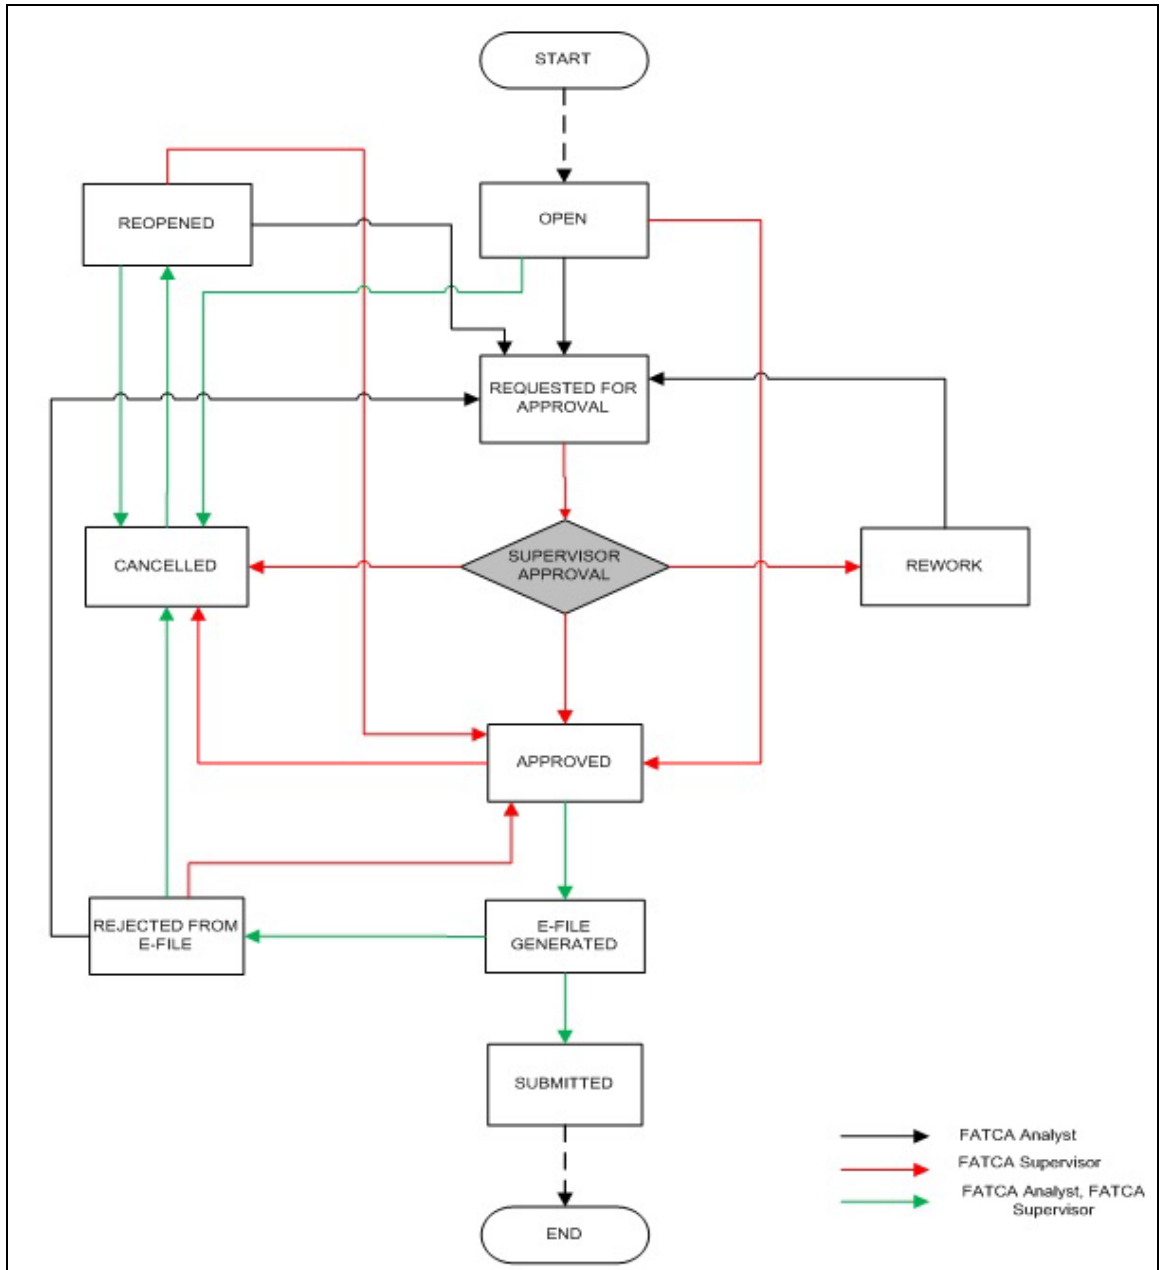 START
REOPENED
OPEN
REQUESTED FOR
APPROVAL
CANCELLED
SUPERVISOR
APPROVAL
REWORK
APPROVED
REJECTED FROM
E-FILE
E-FILE
GENERATED
SUBMITTED
FATCA Analyst
FATCA Supervisor
FATCA Analyst, FATCA
Supervisor
END